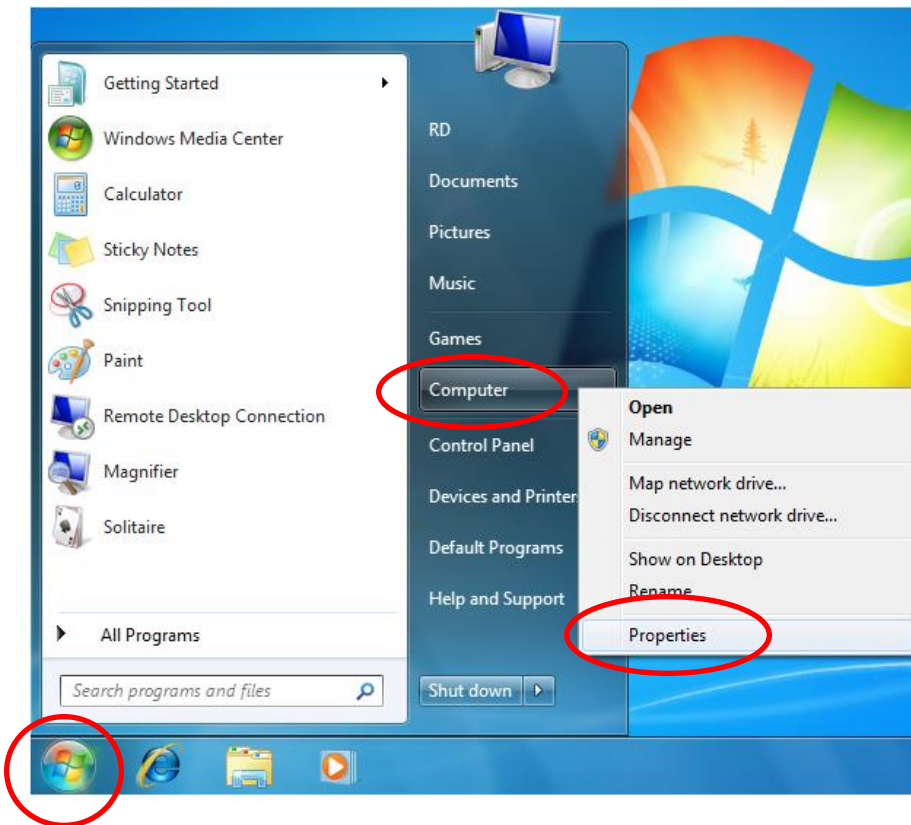 Getting Started
Windows Media Center
Calculator
Sticky Notes
Snipping Tool
Paint
Remote Desktop Connection
Magnifier
Solitaire
All Programs
Search programs and files
RD
Documents
Pictures
Music
Games
Computer
Control Panel
Devices and Printer
Default Programs
Help and Support
Shut down
Open
Manage
Map network drive...
Disconnect network drive...
Show on Desktop
Rename
Properties